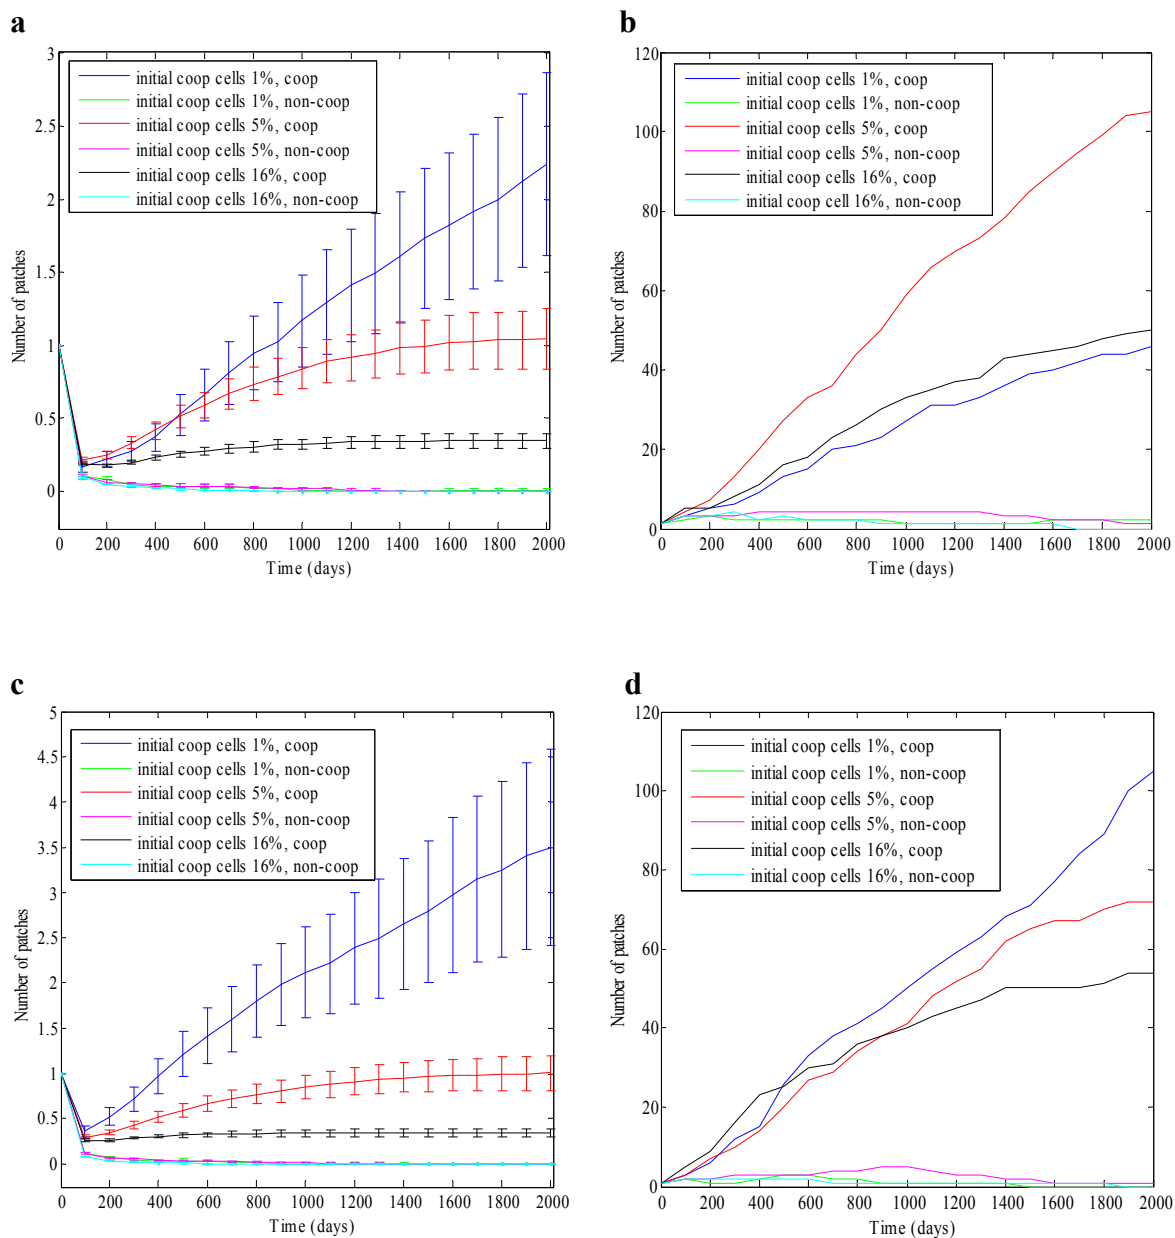 a
3
2.5
2
1.5
1
0.5
0
Number of patches
initial coop cells 1%, coop
initial coop cells 1%, non-coop
initial coop cells 5%, coop
initial coop cells 5%, non-coop
initial coop cells 16%, coop
initial coop cells 16%, non-coop
0 200 400 600 800 1000 1200 1400 1600 1800 2000
Time (days)
b
120
100
80
60
40
20
0
Number of patches
initial coop cells 1%, coop
initial coop cells 1%, non-coop
initial coop cells 5%, coop
initial coop cells 5%, non-coop
initial coop cells 16%, coop
initial coop cell 16%, non-coop
0 200 400 600 800 1000 1200 1400 1600 1800 2000
Time (days)
c
5
4.5
4
3.5
3
2.5
2
1.5
1
0.5
0
Number of patches
initial coop cells 1%, coop
initial coop cells 1%, non-coop
initial coop cells 5%, coop
initial coop cells 5%, non-coop
initial coop cells 16%, coop
initial coop cells 16%, non-coop
0 200 400 600 800 1000 1200 1400 1600 1800 2000
Time (days)
d
120
100
80
60
40
20
0
Number of patches
initial coop cells 1%, coop
initial coop cells 1%, non-coop
initial coop cells 5%, coop
initial coop cells 5%, non-coop
initial coop cells 16%, coop
initial coop cells 16%, non-coop
0 200 400 600 800 1000 1200 1400 1600 1800 2000
Time (days)